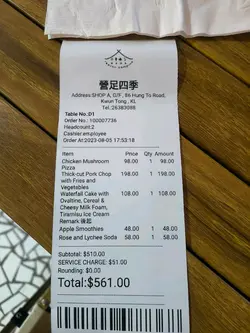 營足四季
Address:SHOP A, G/F , 86 Hung To Road,
Kwun Tong , KL
Tel: 26383088
Table No.:D1
Order No.: 100007736
Headcount:2
Cashier:employee
Order At:2023-08-05 17:53:18
Item Price Qty Amount
Chicken Mushroom 98.00 1 98.00
Pizza
Thick-cut Pork Chop 198.00 1 198.00
with Fries and
Vegetables
Waterfall Cake with 108.00 1 108.00
Ovaltine, Cereal &
Cheesy Milk Foam,
Tiramisu Ice Cream
Remark:後起
Apple Smoothies 48.00 1 48.00
Rose and Lychee Soda 58.00 1 58.00
Subtotal: $510.00
SERVICE CHARGE: $51.00
Rounding: $0.00
Total:$561.00